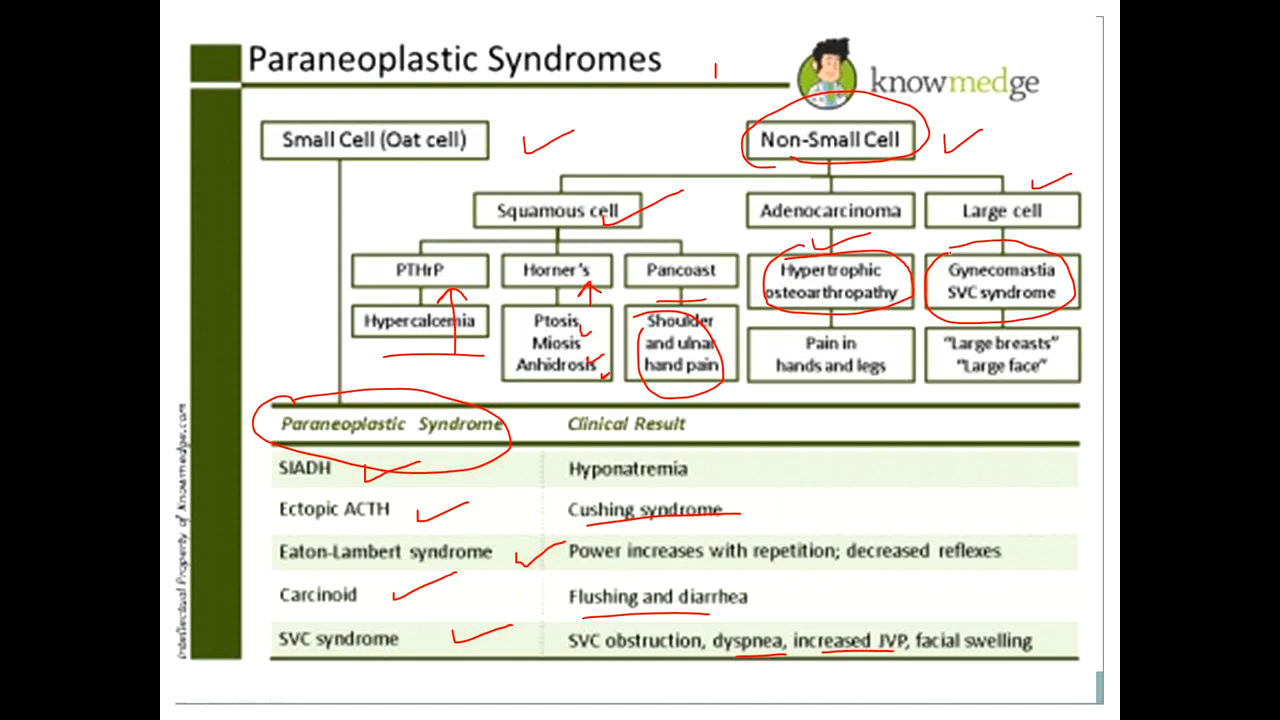 Paraneoplastic Syndromes
knowmedge
Small Cell (Oat cell)
Non-Small Cell
Squamous cell
Adenocarcinoma
Large cell
PTHrP
Horner's
Pancoast
Hypertrophic
osteoarthropathy
Gynecomastia
SVC syndrome
Hypercalcemia
Ptosis
Miosis
Anhidrosis
Shoulder
and ulnar
hand pain
Pain in
hands and legs
"Large breasts"
"Large face"
Paraneoplastic Syndrome Clinical Result
SIADH Hyponatremia
Ectopic ACTH Cushing syndrome
Eaton-Lambert syndrome Power increases with repetition; decreased reflexes
Carcinoid Flushing and diarrhea
SVC syndrome SVC obstruction, dyspnea, increased JVP, facial swelling
Intellectual Property of Knowmedge.com